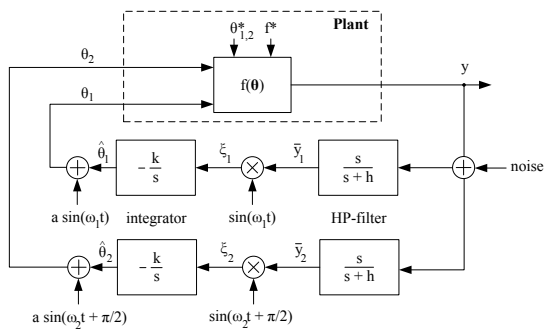 Plant
θ*1,2 f*
θ2
f(θ)
y
θ1
θ̂1
- k/s
ξ1
ȳ1
s/(s + h)
noise
a sin(ω1t)
integrator
sin(ω1t)
HP-filter
θ̂2
- k/s
ξ2
ȳ2
s/(s + h)
a sin(ω2t + π/2)
sin(ω2t + π/2)